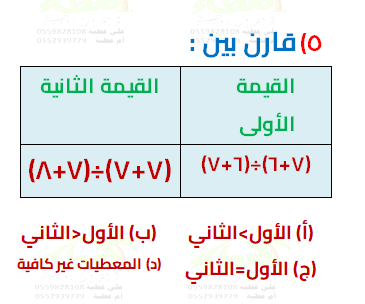 ٥) قارن بين :
القيمة الأولى
القيمة الثانية
(٧+٦)÷(٦+٧)
(٧+٧)÷(٧+٨)
(أ) الأول>الثاني
(ب) الأول<الثاني
(ج) الأول=الثاني
(د) المعطيات غير كافية